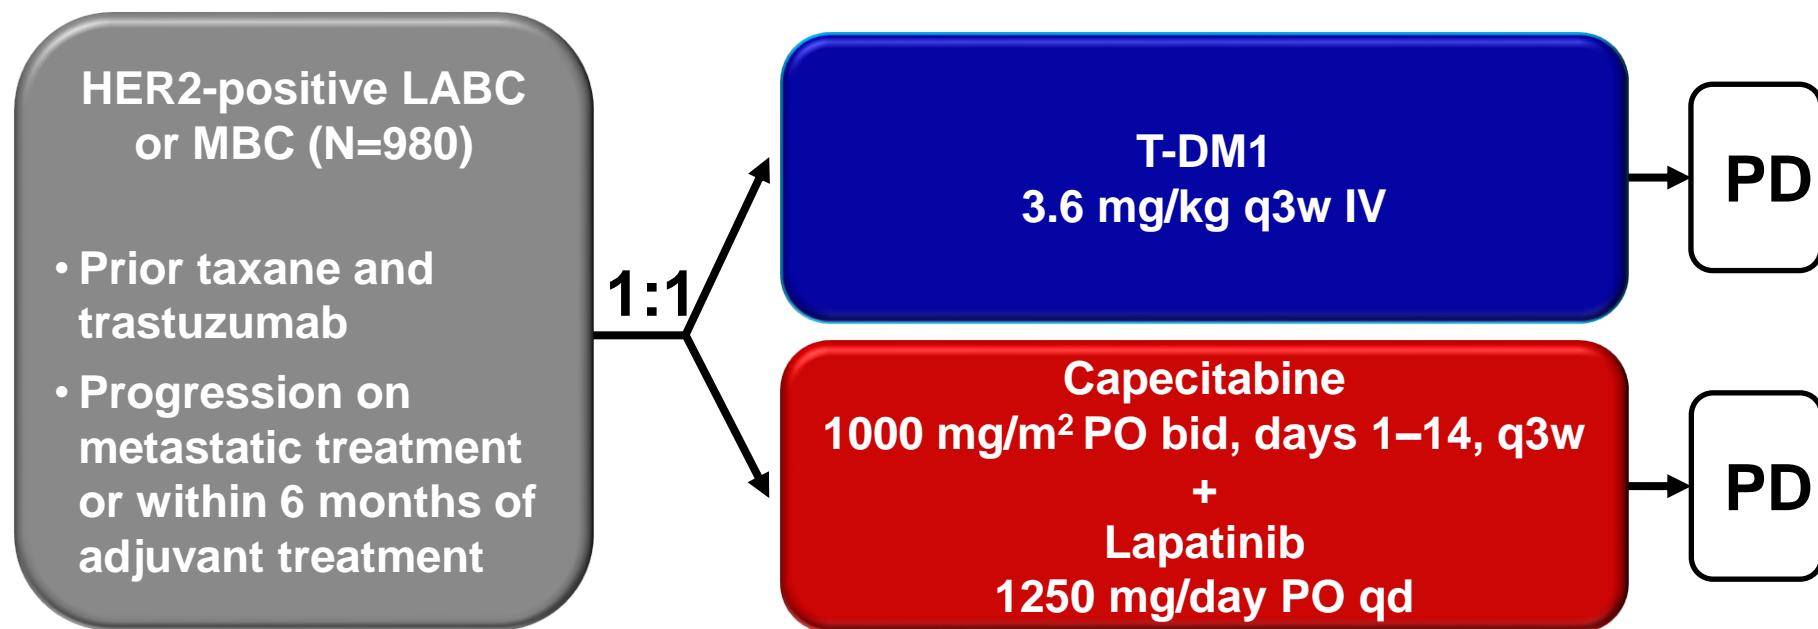 HER2-positive LABC
or MBC (N=980)
• Prior taxane and
trastuzumab
• Progression on
metastatic treatment
or within 6 months of
adjuvant treatment
1:1
T-DM1
3.6 mg/kg q3w IV
PD
Capecitabine
1000 mg/m² PO bid, days 1–14, q3w
+
Lapatinib
1250 mg/day PO qd
PD